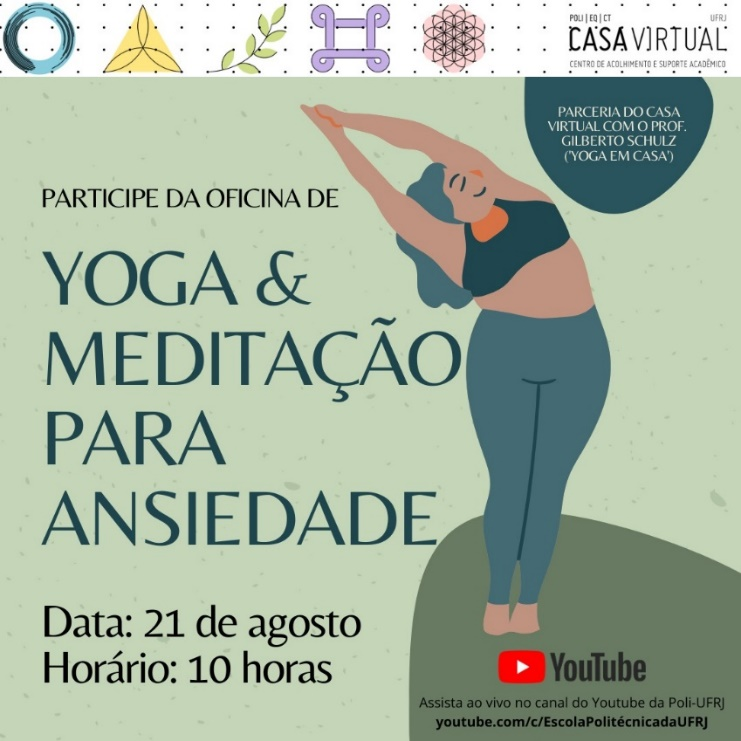 POLI | EQ | CT UFRJ
CASA VIRTUAL
CENTRO DE ACOLHIMENTO E SUPORTE ACADÊMICO
PARCERIA DO CASA
VIRTUAL COM O PROF.
GILBERTO SCHULZ
('YOGA EM CASA')
PARTICIPE DA OFICINA DE
YOGA &
MEDITAÇÃO
PARA
ANSIEDADE
Data: 21 de agosto
Horário: 10 horas
YouTube
Assista ao vivo no canal do Youtube da Poli-UFRJ
youtube.com/c/EscolaPolitécnicadaUFRJ